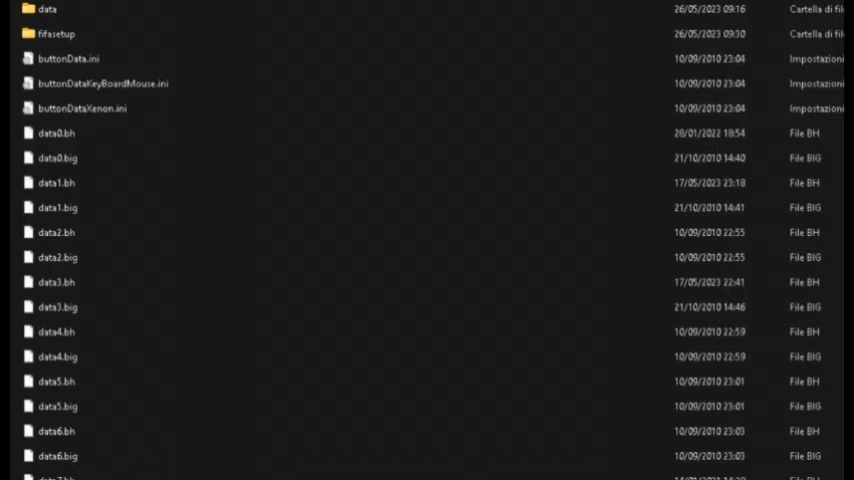 data 26/05/2023 09:16 Cartella di file
fifasetup 26/05/2023 09:30 Cartella di file
buttonData.ini 10/09/2010 23:04 Impostazioni
buttonDataKeyBoardMouse.ini 10/09/2010 23:04 Impostazioni
buttonDataXenon.ini 10/09/2010 23:04 Impostazioni
data0.bh 28/01/2022 18:54 File BH
data0.big 21/10/2010 14:40 File BIG
data1.bh 17/05/2023 23:18 File BH
data1.big 21/10/2010 14:41 File BIG
data2.bh 10/09/2010 22:55 File BH
data2.big 10/09/2010 22:55 File BIG
data3.bh 17/05/2023 22:41 File BH
data3.big 21/10/2010 14:46 File BIG
data4.bh 10/09/2010 22:59 File BH
data4.big 10/09/2010 22:59 File BIG
data5.bh 10/09/2010 23:01 File BH
data5.big 10/09/2010 23:01 File BIG
data6.bh 10/09/2010 23:03 File BH
data6.big 10/09/2010 23:03 File BIG